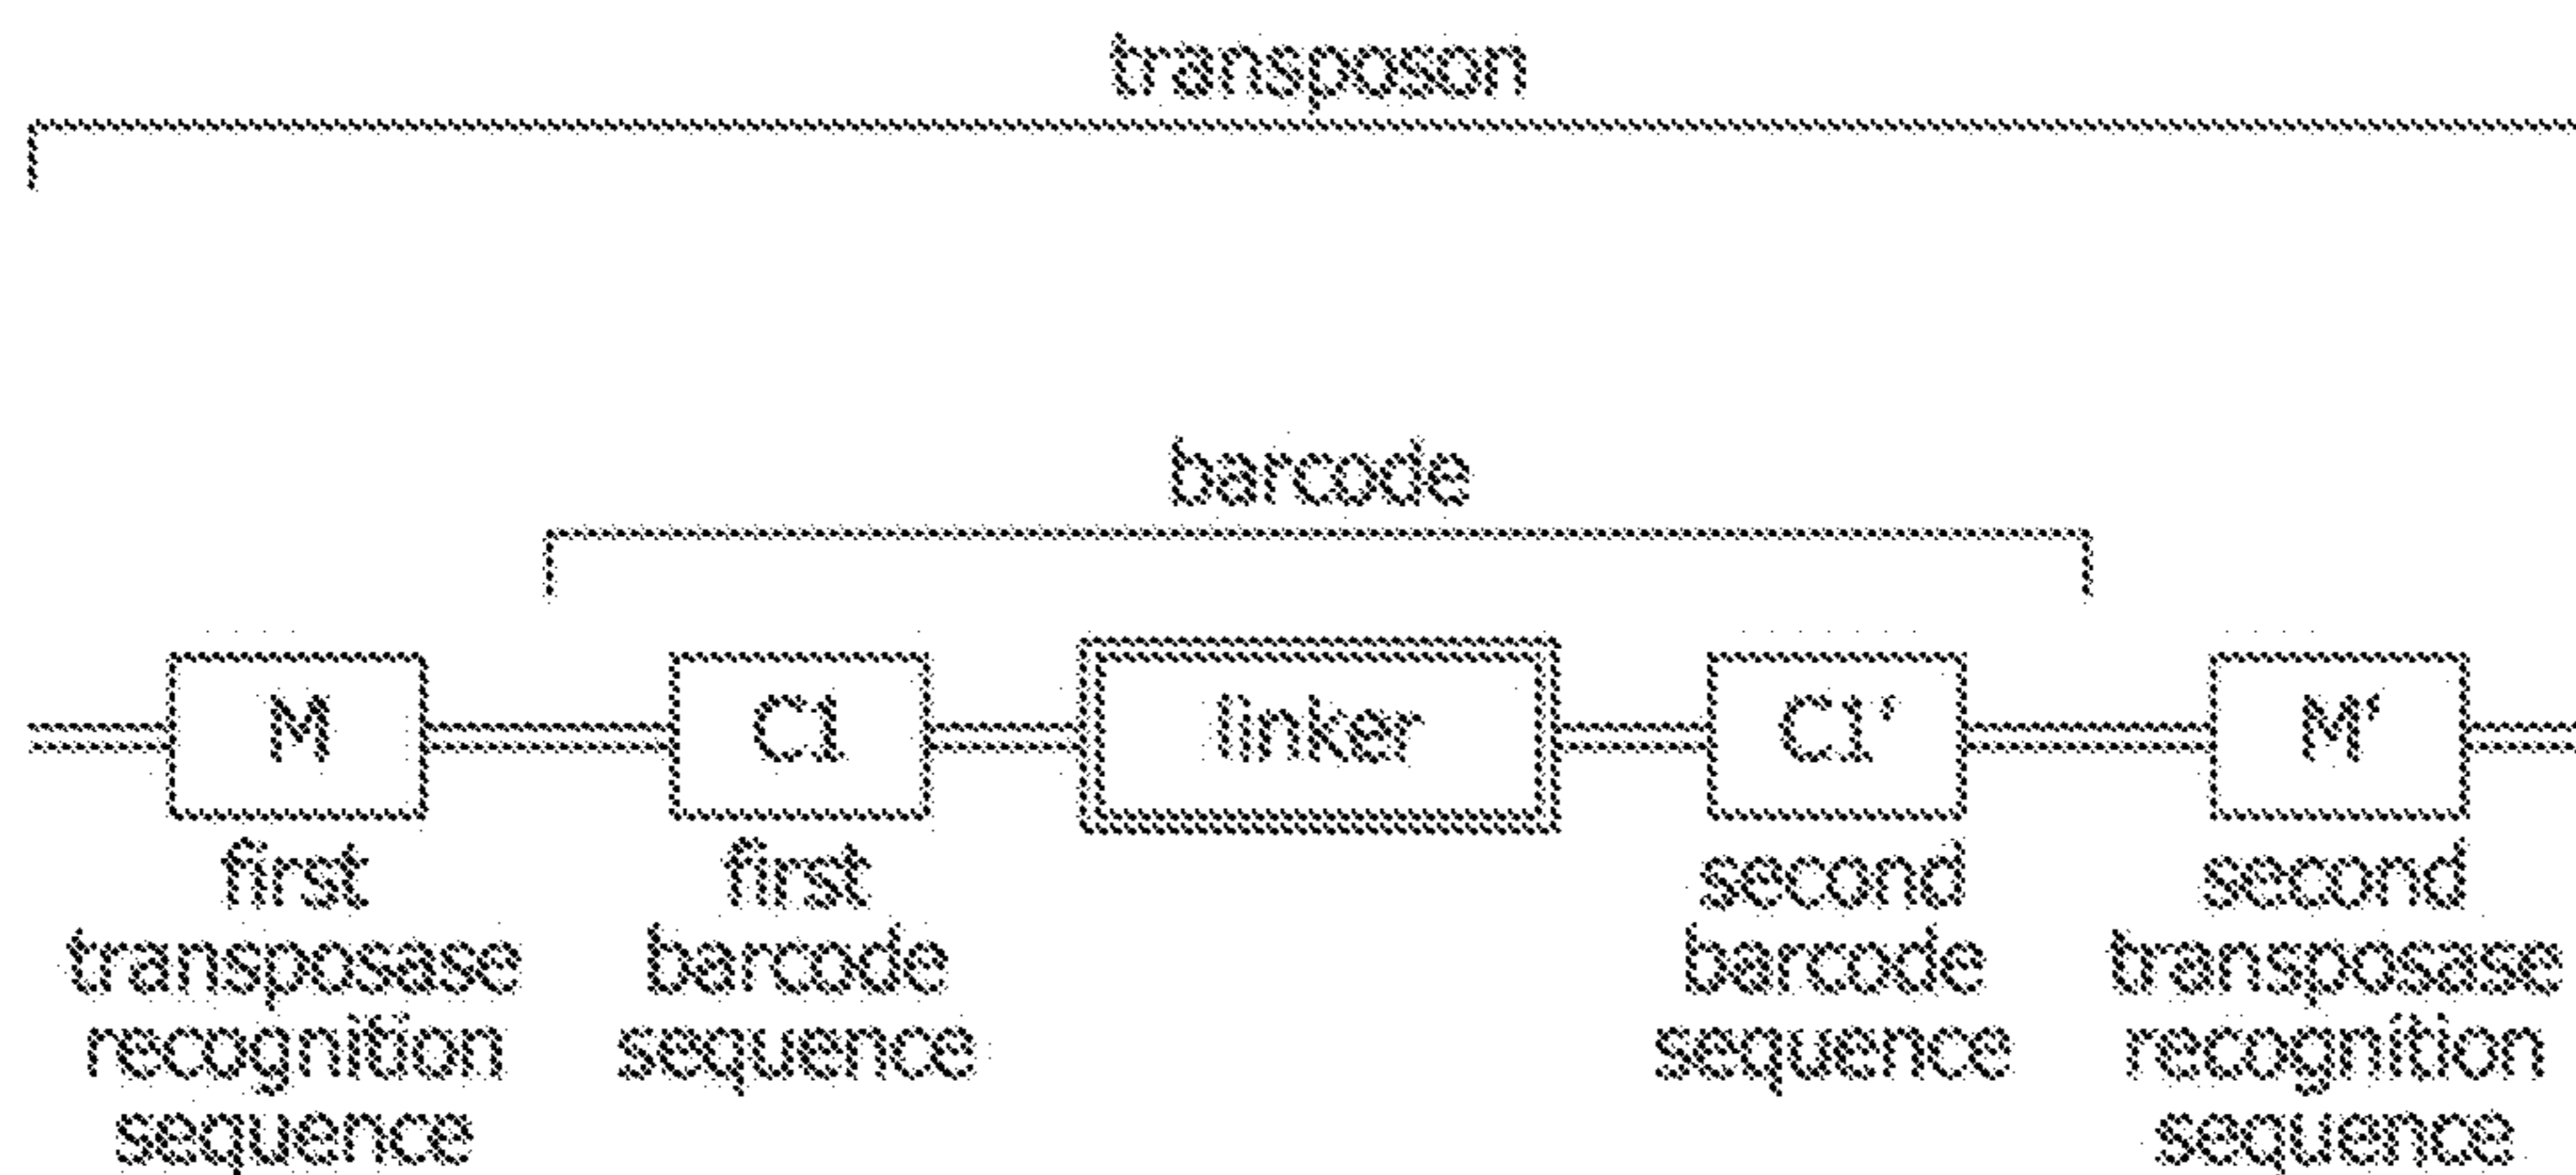 transposon
barcode
M
C1
linker
C1'
M'
first
transposase
recognition
sequence
first
barcode
sequence
second
barcode
sequence
second
transposase
recognition
sequence